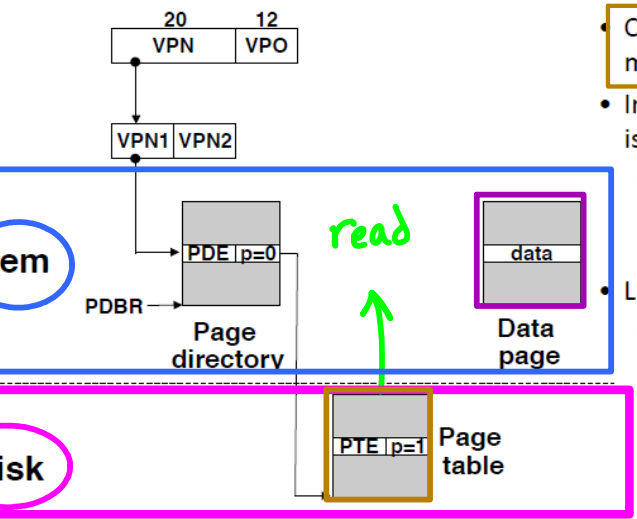 20 12
VPN VPO
VPN1 VPN2
em
PDE p=0
read
data
PDBR
Page
directory
Data
page
L
isk
PTE p=1
Page
table